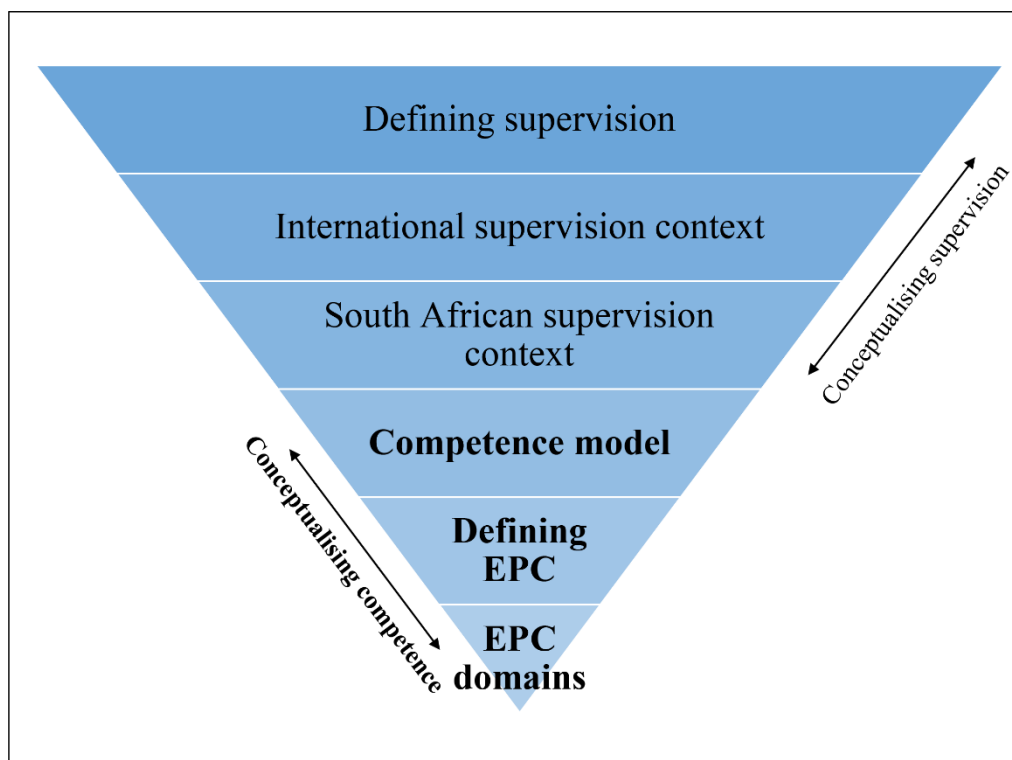 Defining supervision
International supervision context
South African supervision
context
Conceptualising supervision
Competence model
Defining
EPC
EPC
domains
Conceptualising competence